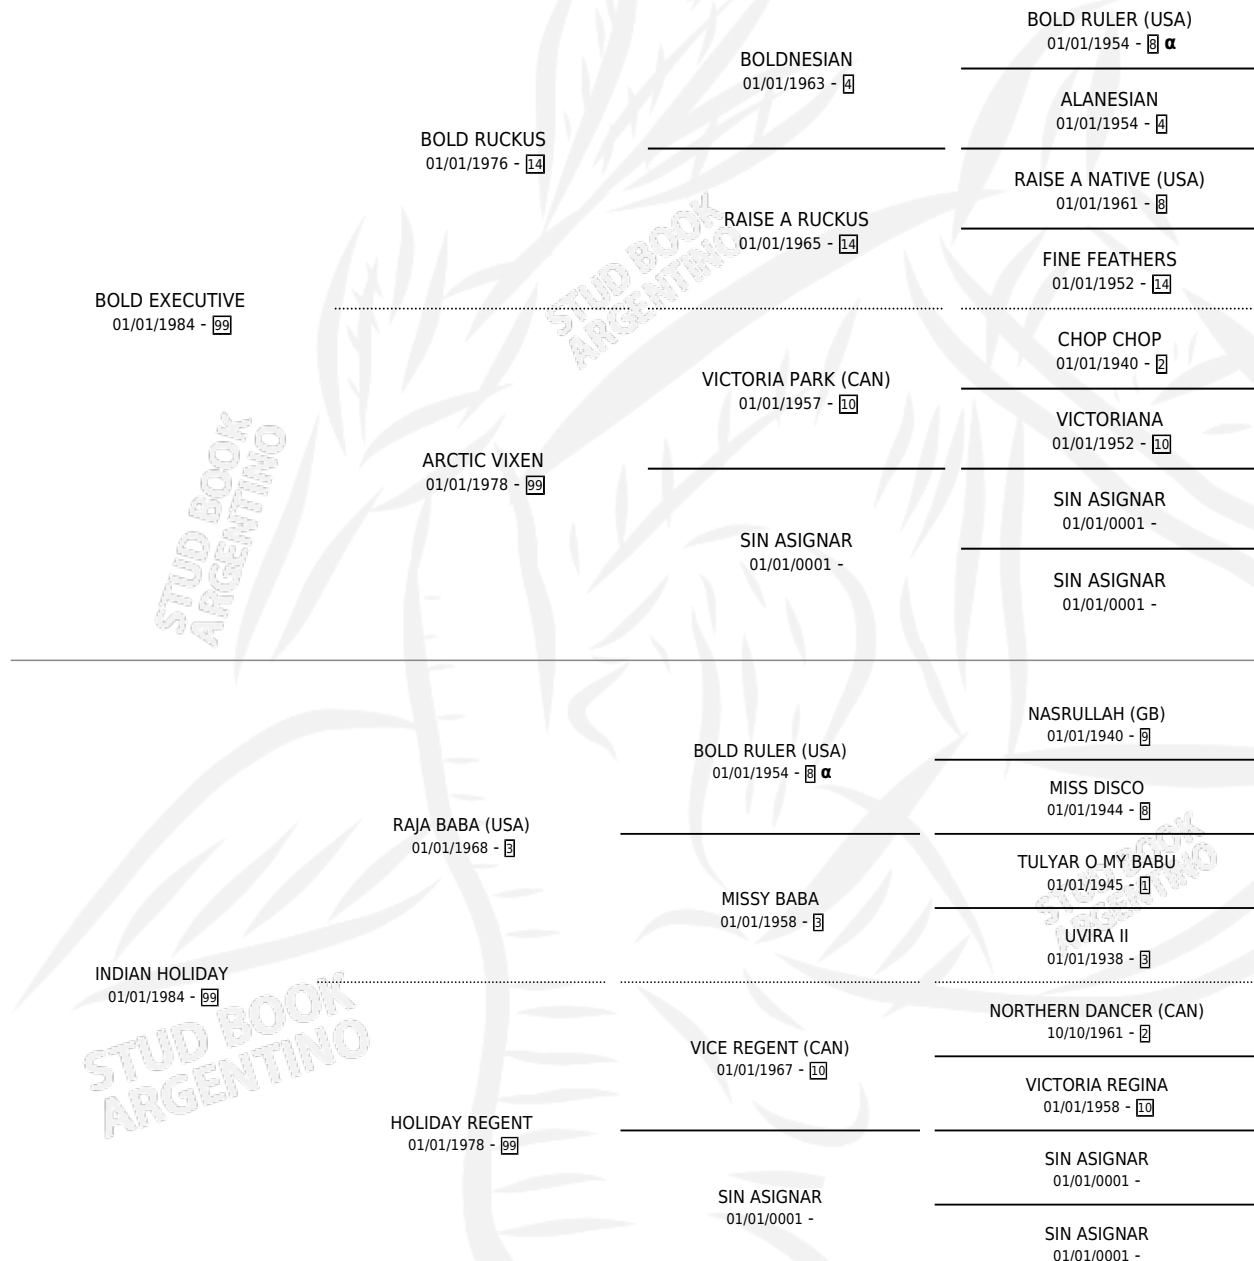 BOLD RULER (USA)
01/01/1954 - 8 α
BOLDNESIAN
01/01/1963 - 4
ALANESIAN
01/01/1954 - 4
BOLD RUCKUS
01/01/1976 - 14
RAISE A NATIVE (USA)
01/01/1961 - 8
RAISE A RUCKUS
01/01/1965 - 14
FINE FEATHERS
01/01/1952 - 14
BOLD EXECUTIVE
01/01/1984 - 99
CHOP CHOP
01/01/1940 - 2
VICTORIA PARK (CAN)
01/01/1957 - 10
VICTORIANA
01/01/1952 - 10
ARCTIC VIXEN
01/01/1978 - 99
SIN ASIGNAR
01/01/0001 -
SIN ASIGNAR
01/01/0001 -
SIN ASIGNAR
01/01/0001 -
NASRULLAH (GB)
01/01/1940 - 9
BOLD RULER (USA)
01/01/1954 - 8 α
MISS DISCO
01/01/1944 - 8
RAJA BABA (USA)
01/01/1968 - 3
TULYAR O MY BABU
01/01/1945 - 1
MISSY BABA
01/01/1958 - 3
UVIRA II
01/01/1938 - 3
INDIAN HOLIDAY
01/01/1984 - 99
NORTHERN DANCER (CAN)
10/10/1961 - 2
VICE REGENT (CAN)
01/01/1967 - 10
VICTORIA REGINA
01/01/1958 - 10
HOLIDAY REGENT
01/01/1978 - 99
SIN ASIGNAR
01/01/0001 -
SIN ASIGNAR
01/01/0001 -
SIN ASIGNAR
01/01/0001 -
STUD BOOK
ARGENTINO
STUD BOOK
ARGENTINO
STUD BOOK
ARGENTINO
STUD BOOK
ARGENTINO